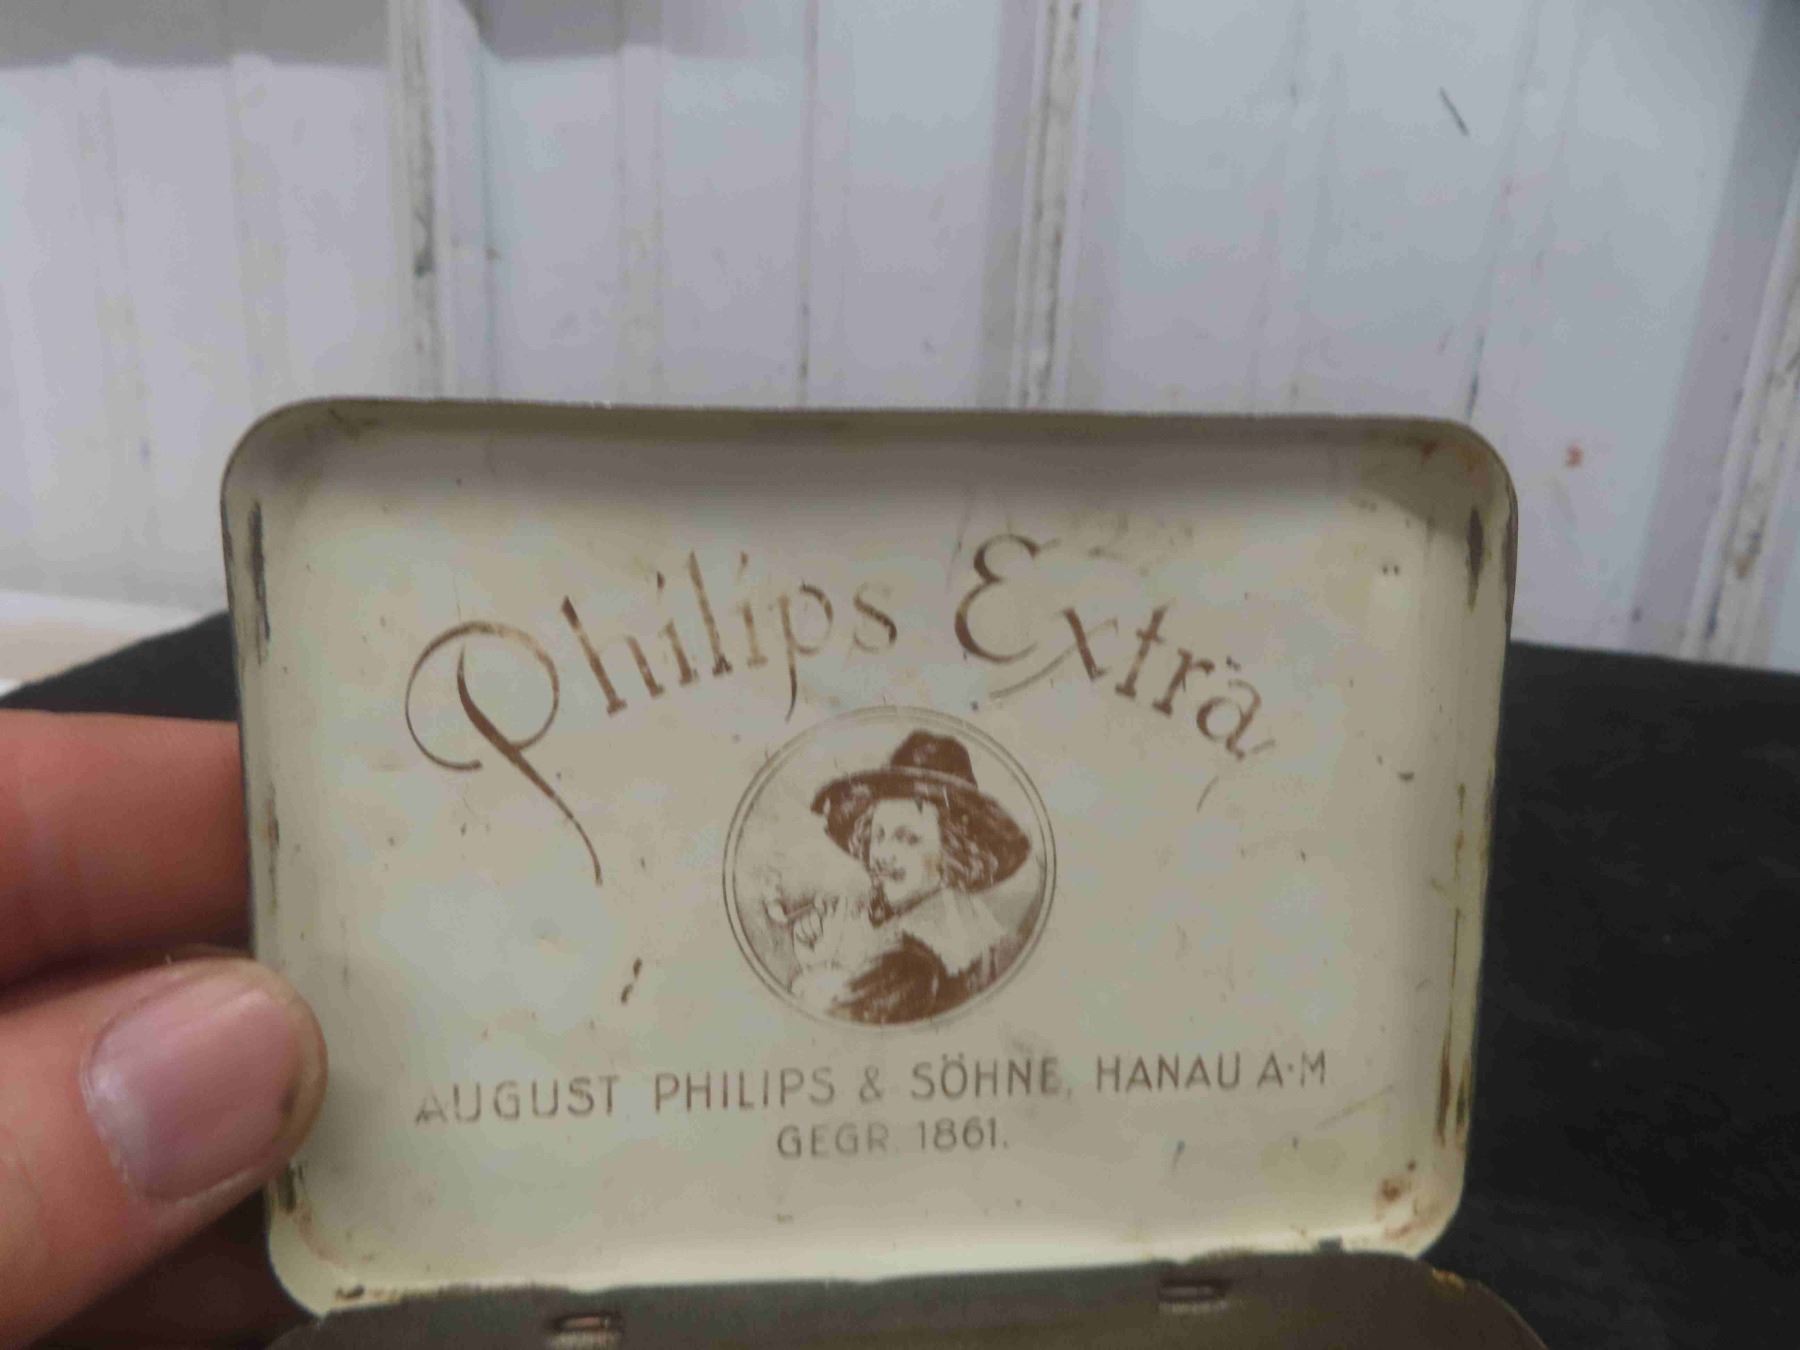 Philips Extra
AUGUST PHILIPS & SÖHNE, HANAU A·M
GEGR. 1861.